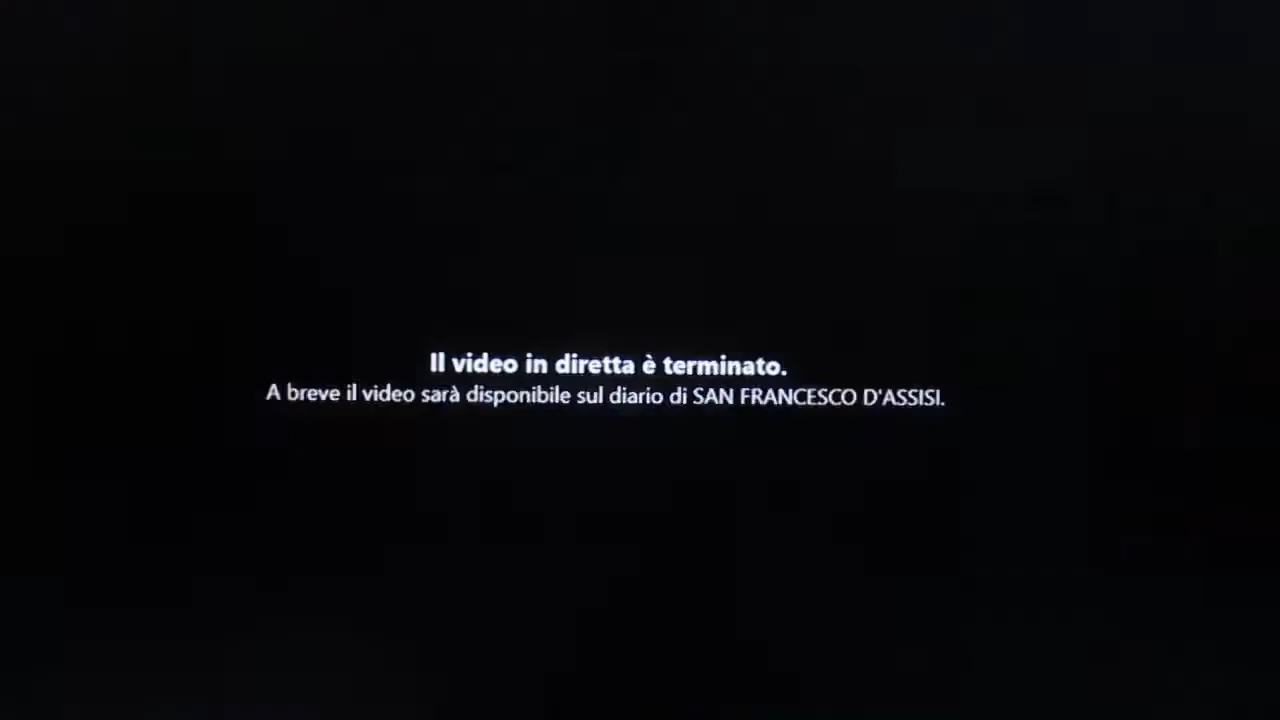 Il video in diretta è terminato.
A breve il video sarà disponibile sul diario di SAN FRANCESCO D'ASSISI.